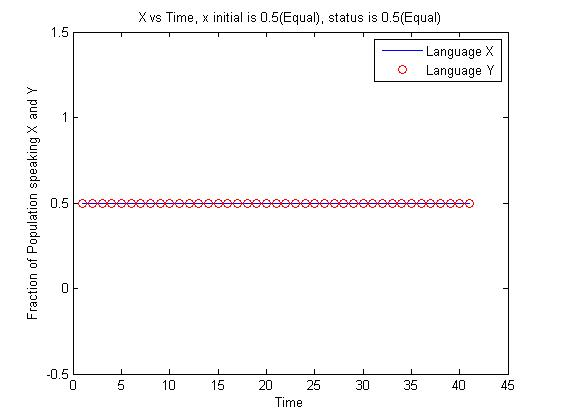 X vs Time, x initial is 0.5(Equal), status is 0.5(Equal)
1.5
Language X
Language Y
1
0.5
0
-0.5
Fraction of Population speaking X and Y
0 5 10 15 20 25 30 35 40 45
Time